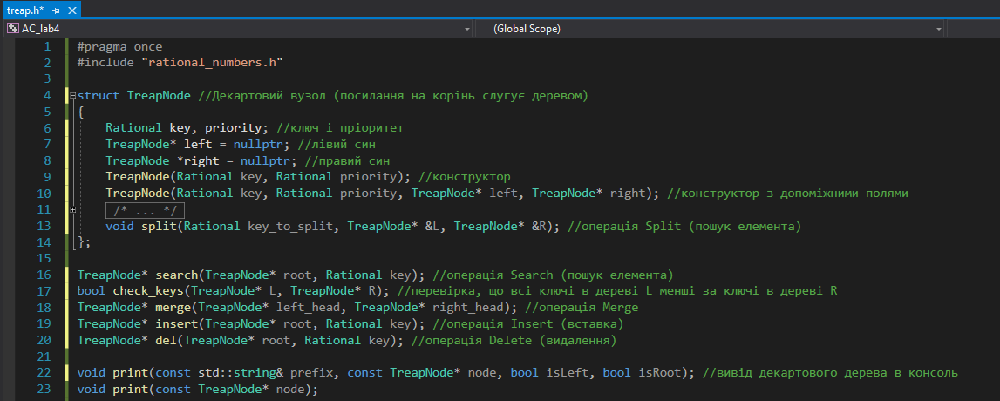 treap.h*
AC_lab4 (Global Scope)
1 #pragma once
2 #include "rational_numbers.h"
3
4 struct TreapNode //Декартовий вузол (посилання на корінь слугує деревом)
5 {
6 Rational key, priority; //ключ і пріоритет
7 TreapNode* left = nullptr; //лівий син
8 TreapNode *right = nullptr; //правий син
9 TreapNode(Rational key, Rational priority); //конструктор
10 TreapNode(Rational key, Rational priority, TreapNode* left, TreapNode* right); //конструктор з допоміжними полями
11 /* ... */
13 void split(Rational key_to_split, TreapNode* &L, TreapNode* &R); //операція Split (пошук елемента)
14 };
15
16 TreapNode* search(TreapNode* root, Rational key); //операція Search (пошук елемента)
17 bool check_keys(TreapNode* L, TreapNode* R); //перевірка, що всі ключі в дереві L менші за ключі в дереві R
18 TreapNode* merge(TreapNode* left_head, TreapNode* right_head); //операція Merge
19 TreapNode* insert(TreapNode* root, Rational key); //операція Insert (вставка)
20 TreapNode* del(TreapNode* root, Rational key); //операція Delete (видалення)
21
22 void print(const std::string& prefix, const TreapNode* node, bool isLeft, bool isRoot); //вивід декартового дерева в консоль
23 void print(const TreapNode* node);